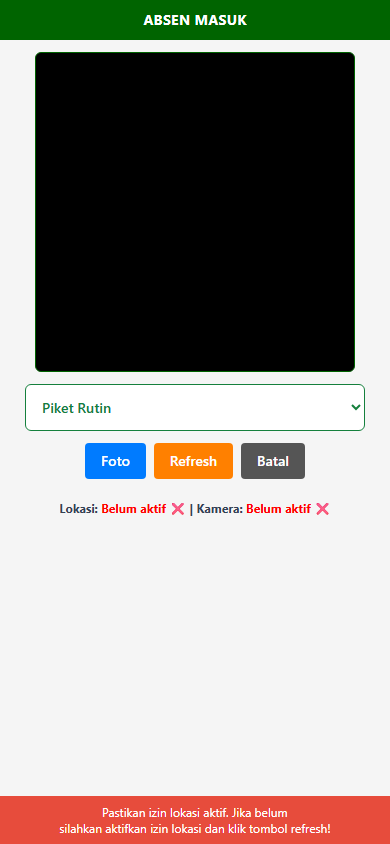 ABSEN MASUK
Piket Rutin
Foto Refresh Batal
Lokasi: Belum aktif ❌ | Kamera: Belum aktif ❌
Pastikan izin lokasi aktif. Jika belum
silahkan aktifkan izin lokasi dan klik tombol refresh!